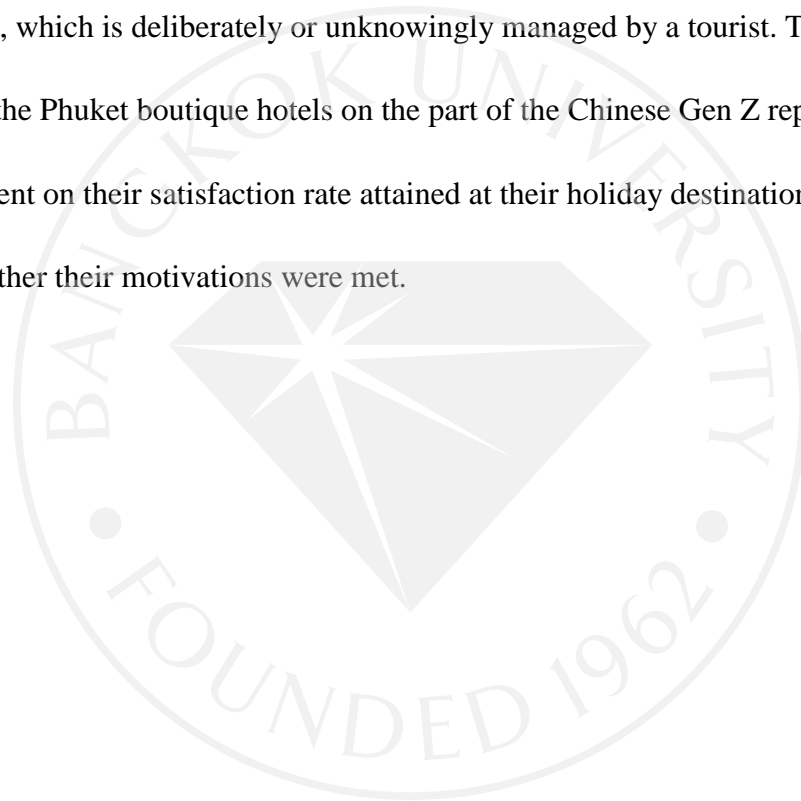 , which is deliberately or unknowingly managed by a tourist. T
the Phuket boutique hotels on the part of the Chinese Gen Z rep
ent on their satisfaction rate attained at their holiday destination
ther their motivations were met.
BANGKOK UNIVERSITY
FOUNDED 1962